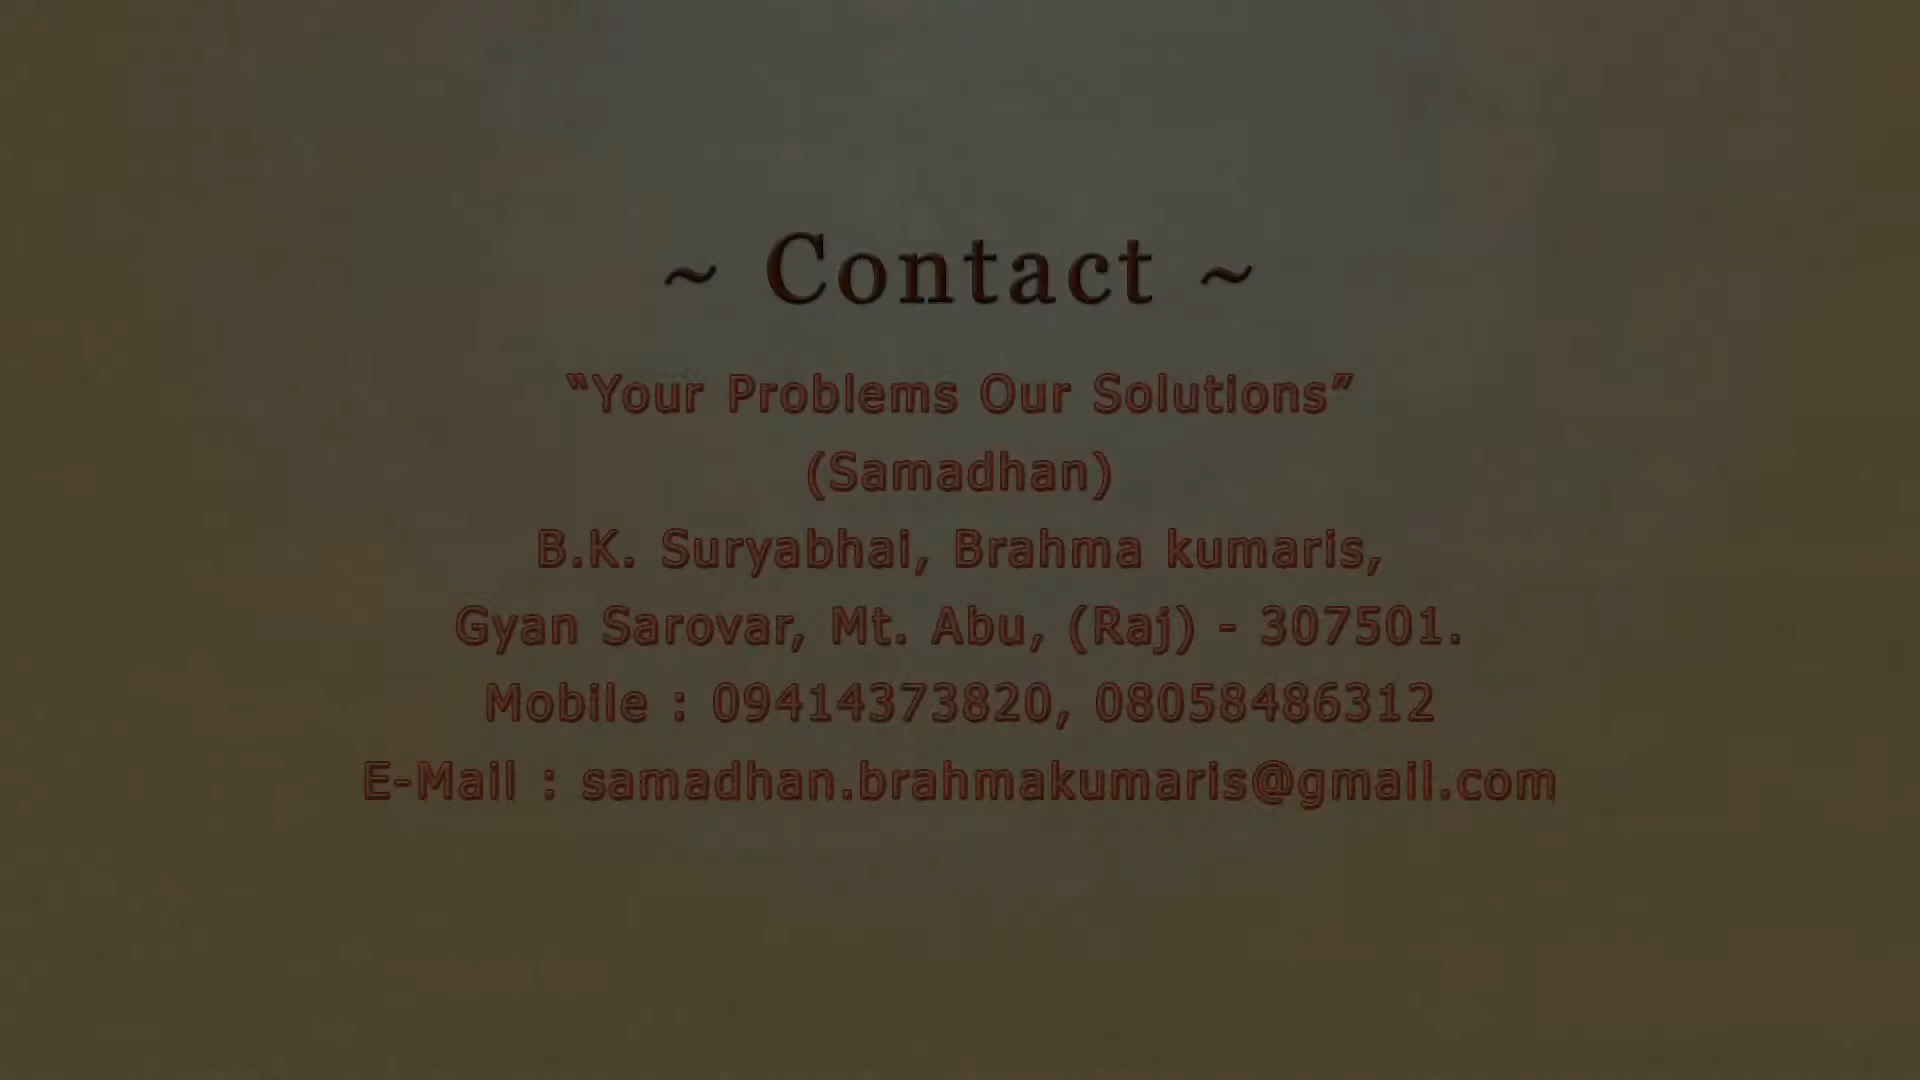 ~ Contact ~
“Your Problems Our Solutions”
(Samadhan)
B.K. Suryabhai, Brahma kumaris,
Gyan Sarovar, Mt. Abu, (Raj) - 307501.
Mobile : 09414373820, 08058486312
E-Mail : samadhan.brahmakumaris@gmail.com